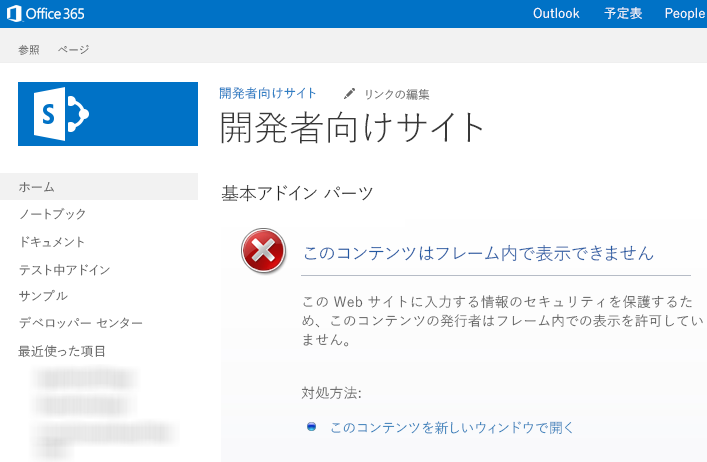 Office 365
Outlook 予定表 People
参照 ページ
S
開発者向けサイト リンクの編集
開発者向けサイト
ホーム
ノートブック
ドキュメント
テスト中アドイン
サンプル
デベロッパー センター
最近使った項目
基本アドイン パーツ
このコンテンツはフレーム内で表示できません
この Web サイトに入力する情報のセキュリティを保護するた
め、このコンテンツの発行者はフレーム内での表示を許可してい
ません。
対処方法:
このコンテンツを新しいウィンドウで開く